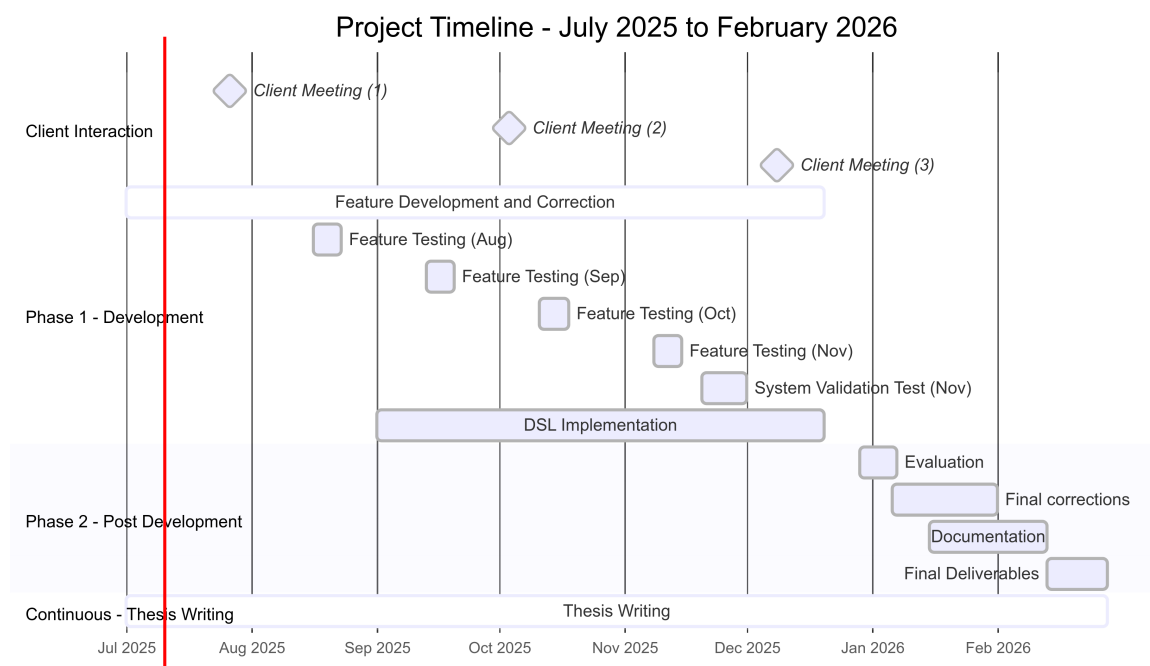 Project Timeline - July 2025 to February 2026
Client Meeting (1)
Client Interaction
Client Meeting (2)
Client Meeting (3)
Feature Development and Correction
Feature Testing (Aug)
Feature Testing (Sep)
Phase 1 - Development
Feature Testing (Oct)
Feature Testing (Nov)
System Validation Test (Nov)
DSL Implementation
Evaluation
Final corrections
Phase 2 - Post Development
Documentation
Final Deliverables
Continuous - Thesis Writing
Thesis Writing
Jul 2025
Aug 2025
Sep 2025
Oct 2025
Nov 2025
Dec 2025
Jan 2026
Feb 2026